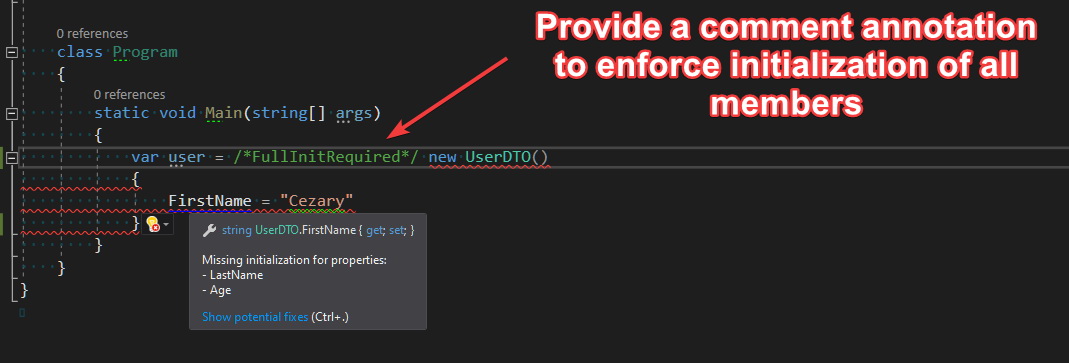 Provide a comment annotation
to enforce initialization of all
members
0 references
class Program
{
0 references
static void Main(string[] args)
{
var user = /*FullInitRequired*/ new UserDTO()
{
FirstName = "Cezary"
}
string UserDTO.FirstName { get; set; }
Missing initialization for properties:
- LastName
- Age
Show potential fixes (Ctrl+.)
}
}
}